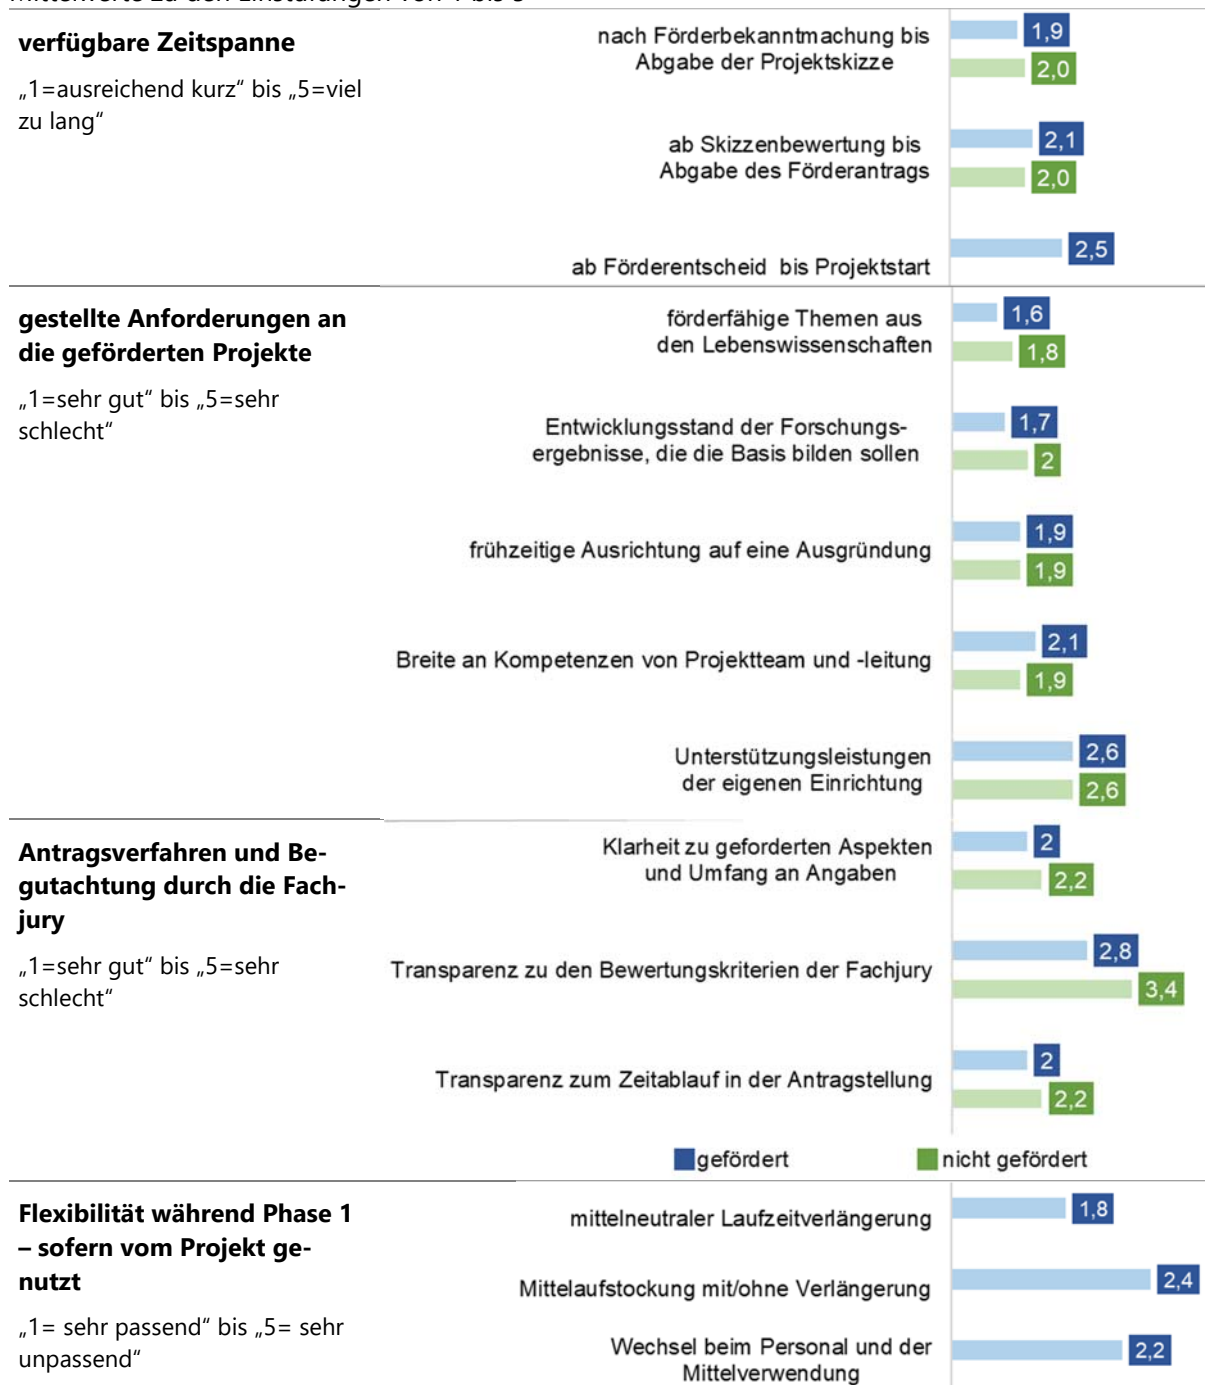 verfügbare Zeitspanne
„1=ausreichend kurz“ bis „5=viel
zu lang“
nach Förderbekanntmachung bis
Abgabe der Projektskizze
1,9
2,0
ab Skizzenbewertung bis
Abgabe des Förderantrags
2,1
2,0
ab Förderentscheid bis Projektstart
2,5
gestellte Anforderungen an
die geförderten Projekte
„1=sehr gut“ bis „5=sehr
schlecht“
förderfähige Themen aus
den Lebenswissenschaften
1,6
1,8
Entwicklungsstand der Forschungs-
ergebnisse, die die Basis bilden sollen
1,7
2
frühzeitige Ausrichtung auf eine Ausgründung
1,9
1,9
Breite an Kompetenzen von Projektteam und -leitung
2,1
1,9
Unterstützungsleistungen
der eigenen Einrichtung
2,6
2,6
Antragsverfahren und Be-
gutachtung durch die Fach-
jury
„1=sehr gut“ bis „5=sehr
schlecht“
Klarheit zu geforderten Aspekten
und Umfang an Angaben
2
2,2
Transparenz zu den Bewertungskriterien der Fachjury
2,8
3,4
Transparenz zum Zeitablauf in der Antragstellung
2
2,2
gefördert
nicht gefördert
Flexibilität während Phase 1
– sofern vom Projekt ge-
nutzt
„1= sehr passend“ bis „5= sehr
unpassend“
mittelneutraler Laufzeitverlängerung
1,8
Mittelaufstockung mit/ohne Verlängerung
2,4
Wechsel beim Personal und der
Mittelverwendung
2,2